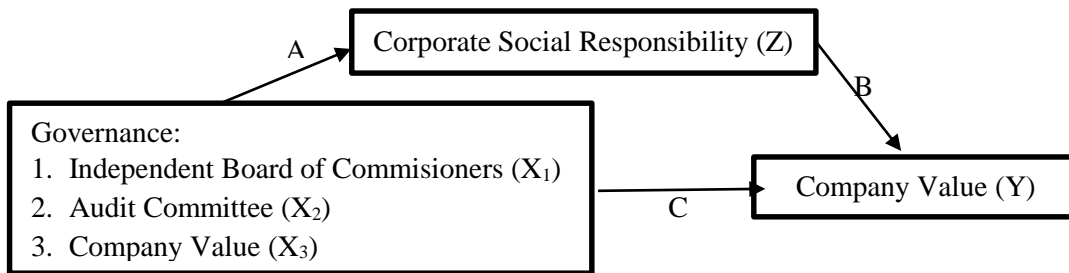 Corporate Social Responsibility (Z)
A
B
Governance:
1. Independent Board of Commisioners (X₁)
2. Audit Committee (X₂)
3. Company Value (X₃)
Company Value (Y)
C